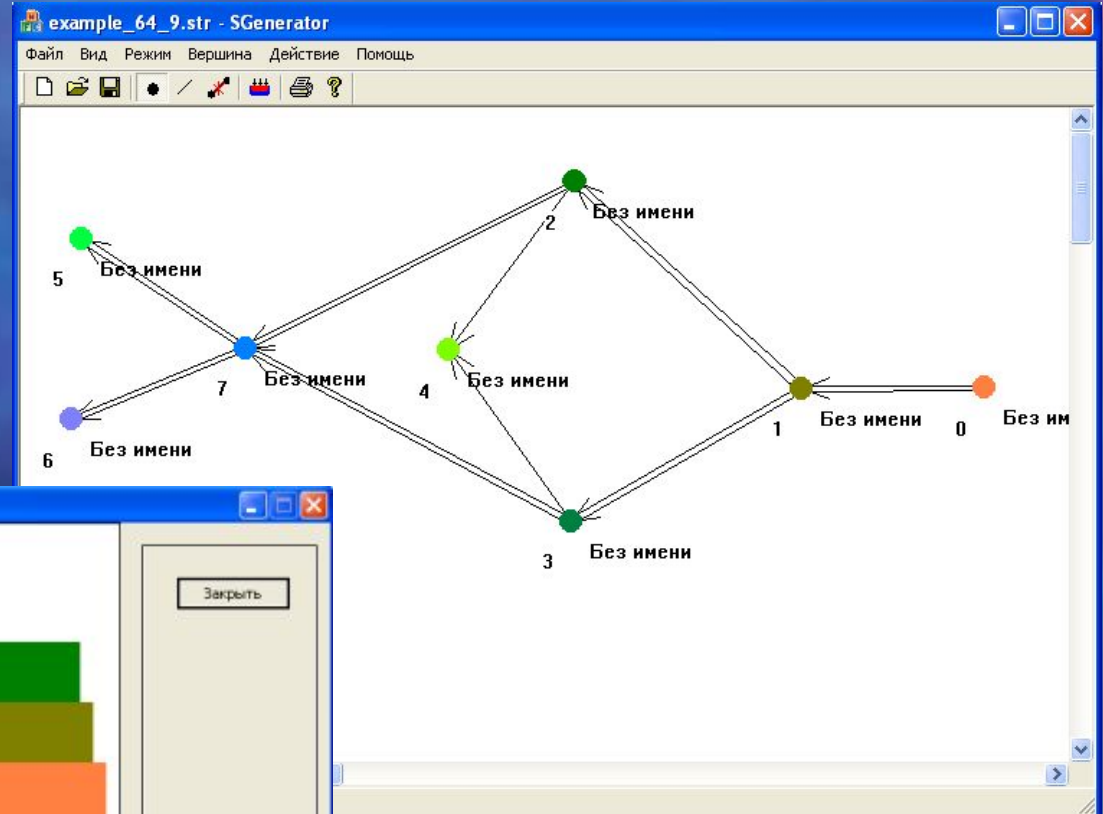 example_64_9.str - SGenerator
Файл Вид Режим Вершина Действие Помощь
2 Без имени
5 Без имени
7 Без имени
4 Без имени
1 Без имени
0 Без им
6 Без имени
3 Без имени
Закрыть